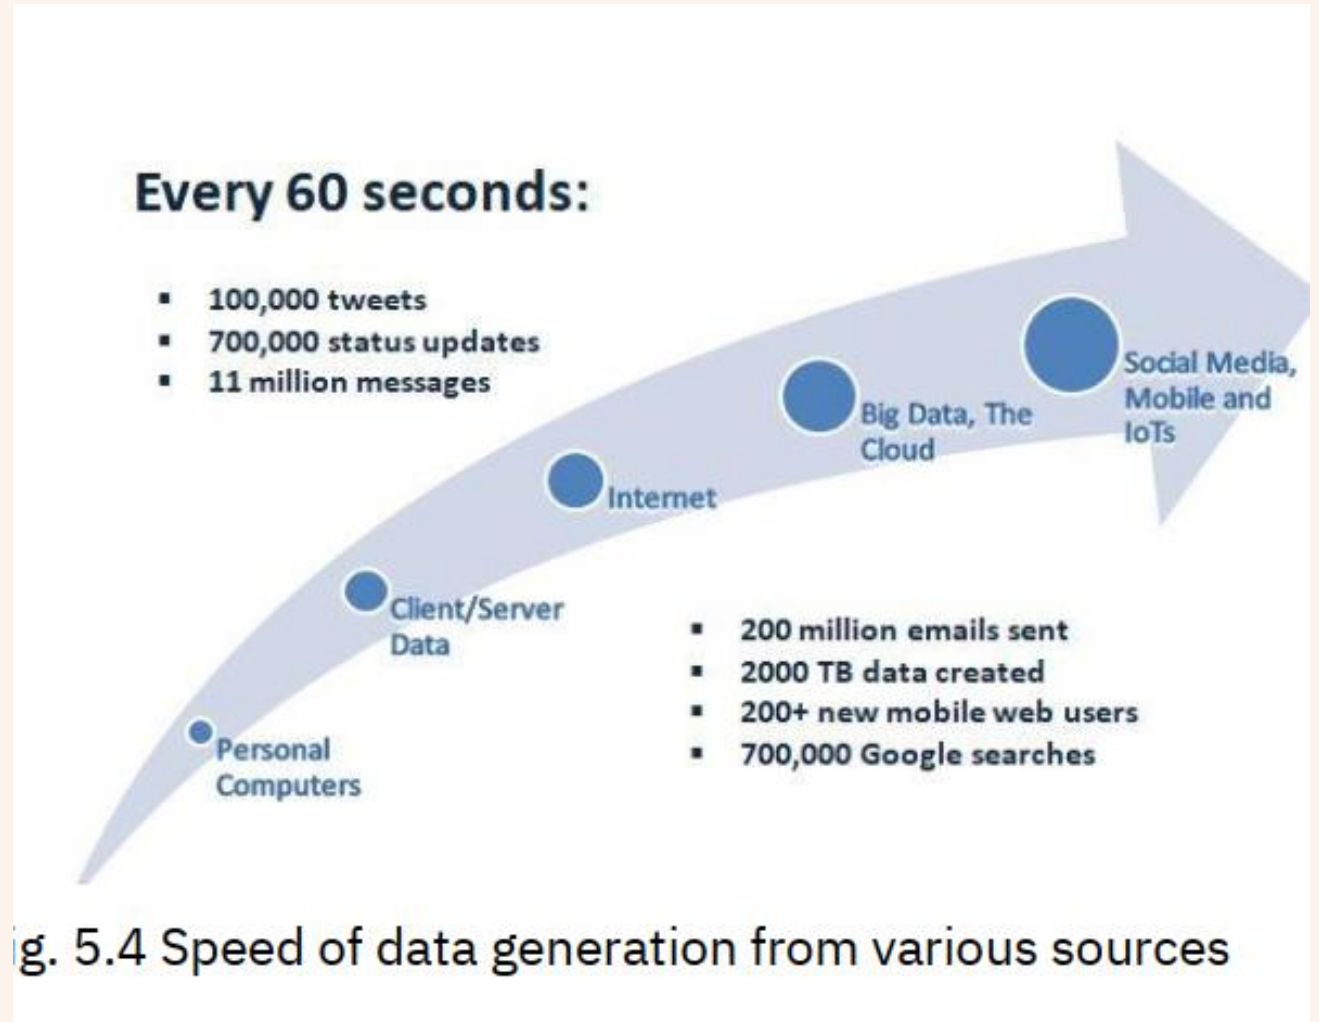 Every 60 seconds:
▪ 100,000 tweets
▪ 700,000 status updates
▪ 11 million messages
Social Media,
Mobile and
IoTs
Big Data, The
Cloud
Internet
Client/Server
Data
Personal
Computers
▪ 200 million emails sent
▪ 2000 TB data created
▪ 200+ new mobile web users
▪ 700,000 Google searches
ig. 5.4 Speed of data generation from various sources